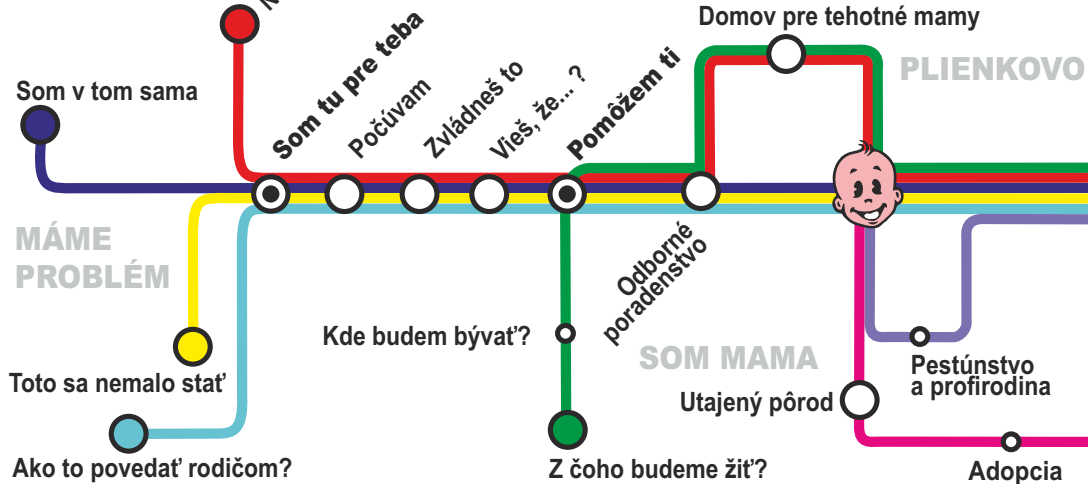 Domov pre tehotné mamy
PLIENKOVO
Som v tom sama
Som tu pre teba
Počúvam
Zvládneš to
Vieš, že... ?
Pomôžem ti
MÁME
PROBLÉM
Odborné
poradenstvo
Kde budem bývať?
SOM MAMA
Toto sa nemalo stať
Pestúnstvo
a profirodina
Utajený pôrod
Ako to povedať rodičom?
Z čoho budeme žiť?
Adopcia